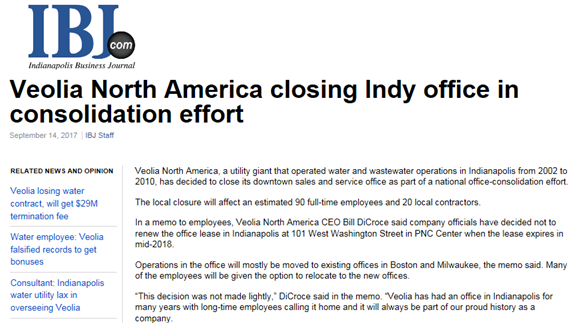 IBJ
.com
Indianapolis Business Journal
Veolia North America closing Indy office in
consolidation effort
September 14, 2017 | IBJ Staff
RELATED NEWS AND OPINION
Veolia losing water
contract, will get $29M
termination fee
Water employee: Veolia
falsified records to get
bonuses
Consultant: Indianapolis
water utility lax in
overseeing Veolia
Veolia North America, a utility giant that operated water and wastewater operations in Indianapolis from 2002 to
2010, has decided to close its downtown sales and service office as part of a national office-consolidation effort.
The local closure will affect an estimated 90 full-time employees and 20 local contractors.
In a memo to employees, Veolia North America CEO Bill DiCroce said company officials have decided not to
renew the office lease in Indianapolis at 101 West Washington Street in PNC Center when the lease expires in
mid-2018.
Operations in the office will mostly be moved to existing offices in Boston and Milwaukee, the memo said. Many
of the employees will be given the option to relocate to the new offices.
“This decision was not made lightly,” DiCroce said in the memo. “Veolia has had an office in Indianapolis for
many years with long-time employees calling it home and it will always be part of our proud history as a
company.